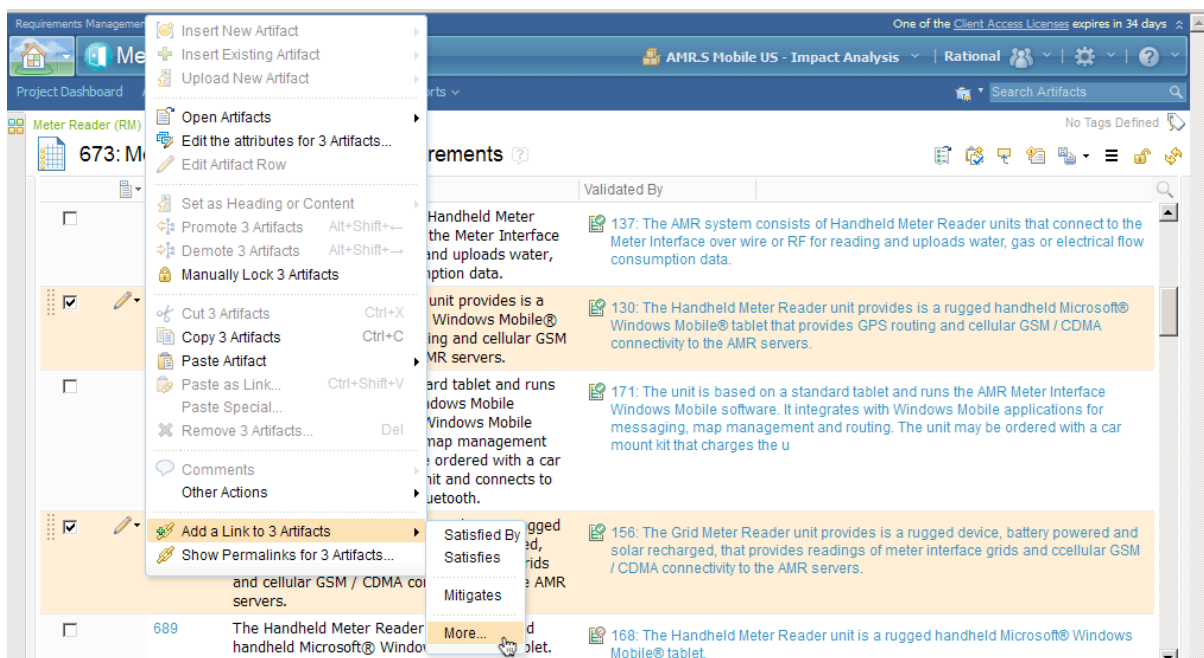 Requirements Managemen
One of the Client Access Licenses expires in 34 days
Me
AMR.S Mobile US - Impact Analysis
Rational
Project Dashboard
orts
Search Artifacts
Meter Reader (RM)
No Tags Defined
673: M
rements
Validated By
Insert New Artifact
Insert Existing Artifact
Upload New Artifact
Open Artifacts
Edit the attributes for 3 Artifacts...
Edit Artifact Row
Set as Heading or Content
Promote 3 Artifacts Alt+Shift+←
Demote 3 Artifacts Alt+Shift+→
Manually Lock 3 Artifacts
Cut 3 Artifacts Ctrl+X
Copy 3 Artifacts Ctrl+C
Paste Artifact
Paste as Link... Ctrl+Shift+V
Paste Special...
Remove 3 Artifacts... Del
Comments
Other Actions
Add a Link to 3 Artifacts
Show Permalinks for 3 Artifacts...
Satisfied By
Satisfies
Mitigates
More...
Handheld Meter
the Meter Interface
and uploads water,
nption data.
137: The AMR system consists of Handheld Meter Reader units that connect to the
Meter Interface over wire or RF for reading and uploads water, gas or electrical flow
consumption data.
unit provides is a
Windows Mobile®
ing and cellular GSM
MR servers.
130: The Handheld Meter Reader unit provides is a rugged handheld Microsoft®
Windows Mobile® tablet that provides GPS routing and cellular GSM / CDMA
connectivity to the AMR servers.
ard tablet and runs
dows Mobile
Windows Mobile
map management
ordered with a car
nit and connects to
uetooth.
171: The unit is based on a standard tablet and runs the AMR Meter Interface
Windows Mobile software. It integrates with Windows Mobile applications for
messaging, map management and routing. The unit may be ordered with a car
mount kit that charges the u
gged
ed,
rids
and cellular GSM / CDMA co
AMR
servers.
156: The Grid Meter Reader unit provides is a rugged device, battery powered and
solar recharged, that provides readings of meter interface grids and ccellular GSM
/ CDMA connectivity to the AMR servers.
689
The Handheld Meter Reader
d
handheld Microsoft® Window
blet.
168: The Handheld Meter Reader unit is a rugged handheld Microsoft® Windows
Mobile® tablet.